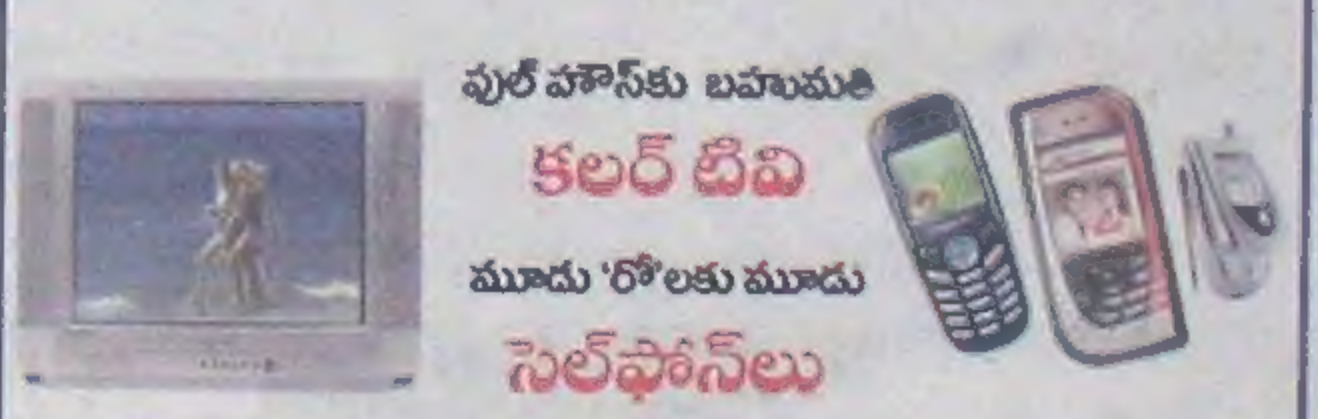 ఫుల్ హౌస్‌కు బహుమతి
కలర్ టివి
మూడు 'రో'లకు మూడు
సెల్‌ఫోన్‌లు